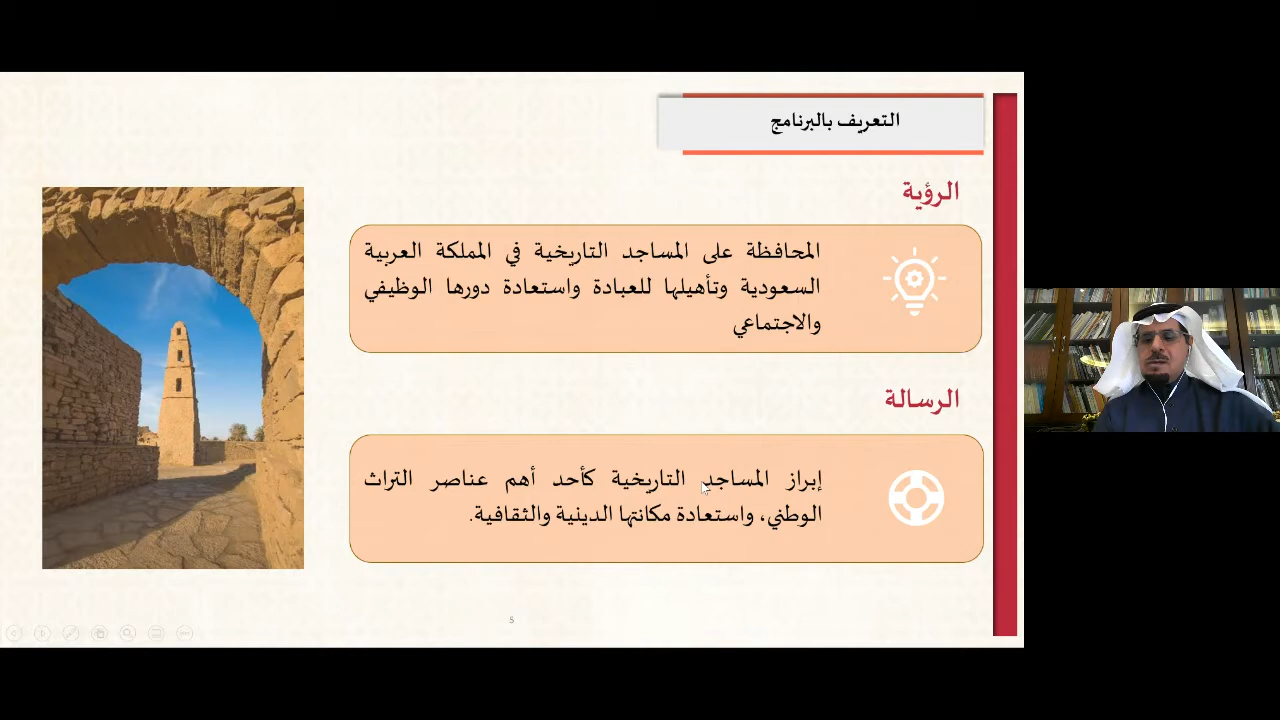 التعريف بالبرنامج
الرؤية
المحافظة على المساجد التاريخية في المملكة العربية
السعودية وتأهيلها للعبادة واستعادة دورها الوظيفي
والاجتماعي
الرسالة
إبراز المساجد التاريخية كأحد أهم عناصر التراث
الوطني، واستعادة مكانتها الدينية والثقافية.
5